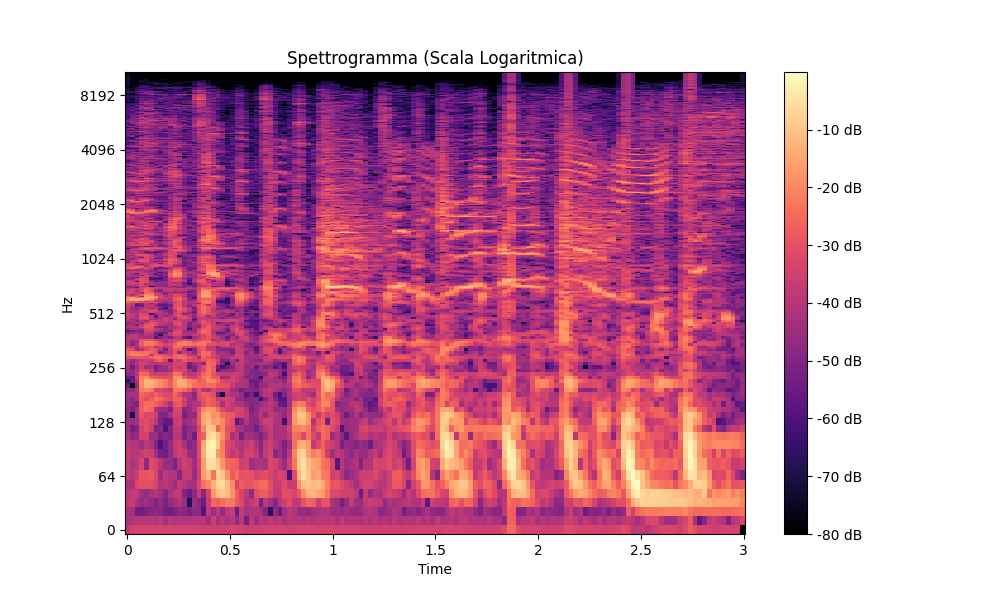 Spettrogramma (Scala Logaritmica)
8192
4096
2048
1024
512
256
128
64
0
Hz
0
0.5
1
1.5
2
2.5
3
Time
-10 dB
-20 dB
-30 dB
-40 dB
-50 dB
-60 dB
-70 dB
-80 dB